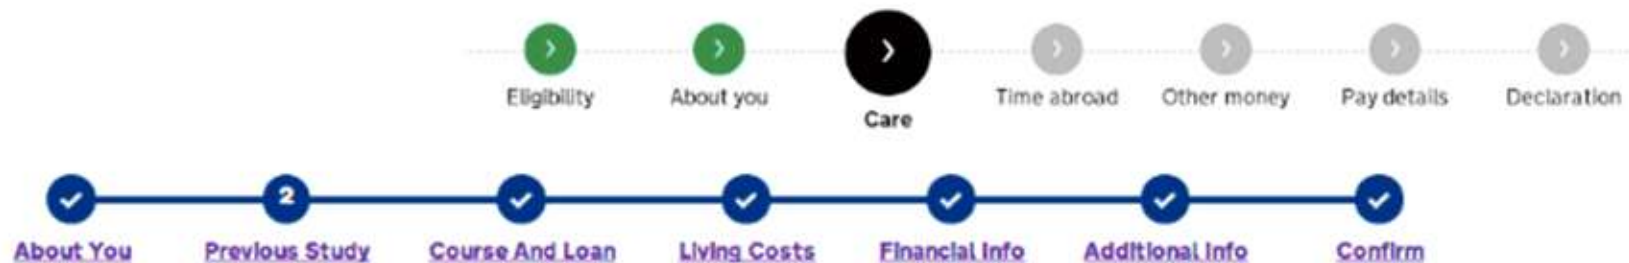 Eligibility About you Care Time abroad Other money Pay details Declaration
2
About You Previous Study Course And Loan Living Costs Financial Info Additional Info Confirm